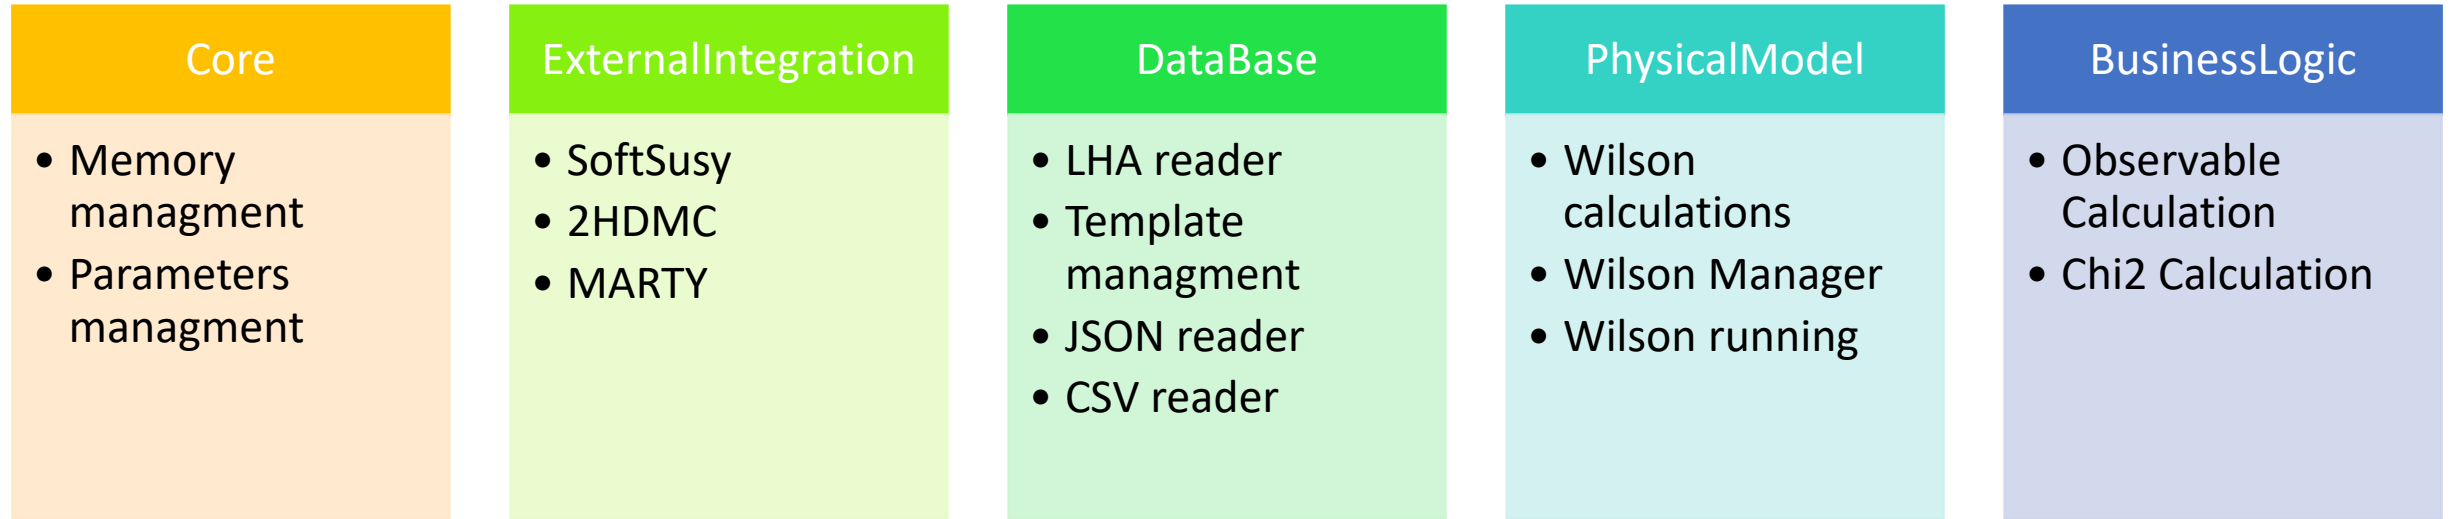 Core
• Memory
managment
• Parameters
managment
ExternalIntegration
• SoftSusy
• 2HDMC
• MARTY
DataBase
• LHA reader
• Template
managment
• JSON reader
• CSV reader
PhysicalModel
• Wilson
calculations
• Wilson Manager
• Wilson running
BusinessLogic
• Observable
Calculation
• Chi2 Calculation